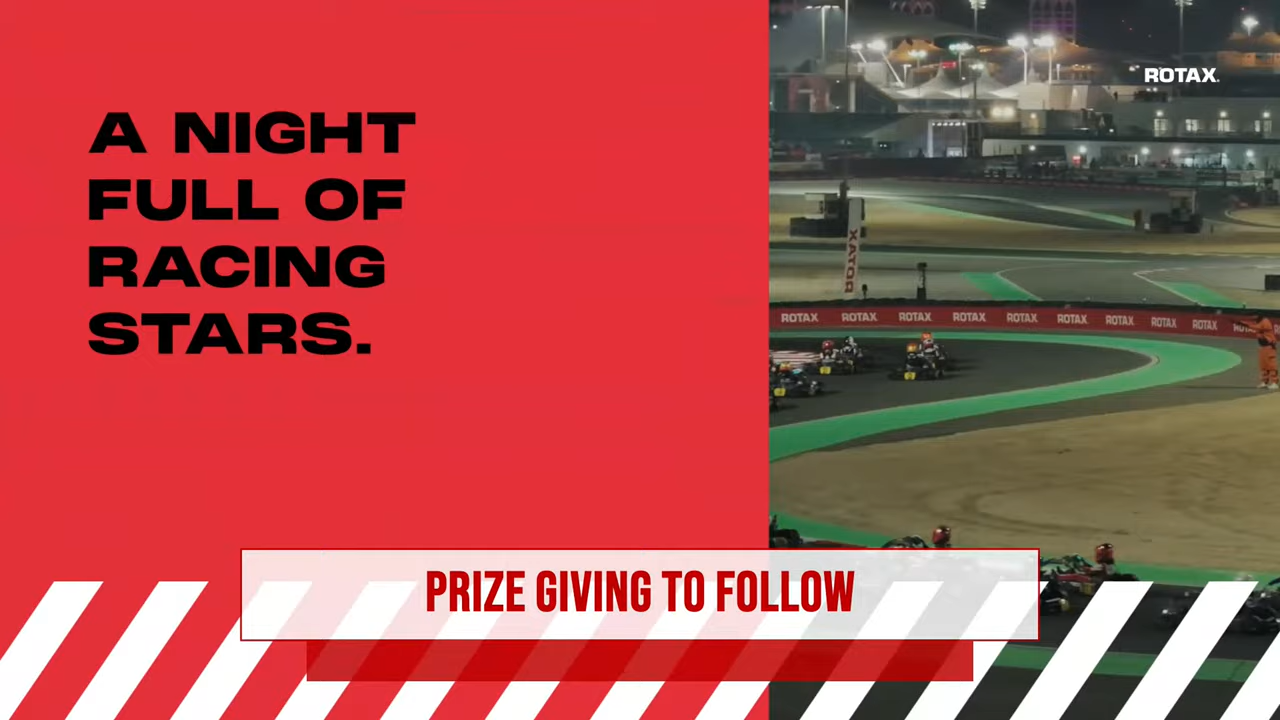 A NIGHT
FULL OF
RACING
STARS.
ROTAX
ROTAX
ROTAX ROTAX ROTAX ROTAX ROTAX ROTAX ROTAX ROTAX ROTAX
PRIZE GIVING TO FOLLOW